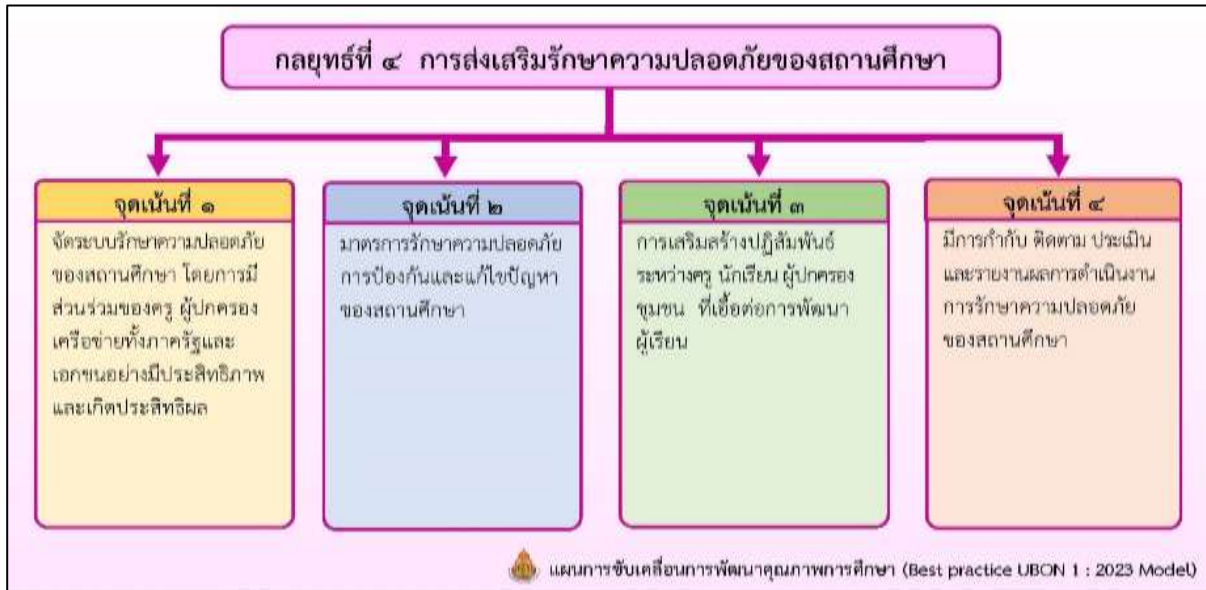 กลยุทธ์ที่ ๔ การส่งเสริมรักษาความปลอดภัยของสถานศึกษา
จุดเน้นที่ ๑
จัดระบบรักษาความปลอดภัย
ของสถานศึกษา โดยการมี
ส่วนร่วมของครู ผู้ปกครอง
เครือข่ายทั้งภาครัฐและ
เอกชนอย่างมีประสิทธิภาพ
และเกิดประสิทธิผล
จุดเน้นที่ ๒
มาตรการรักษาความปลอดภัย
การป้องกันและแก้ไขปัญหา
ของสถานศึกษา
จุดเน้นที่ ๓
การเสริมสร้างปฏิสัมพันธ์
ระหว่างครู นักเรียน ผู้ปกครอง
ชุมชน ที่เอื้อต่อการพัฒนา
ผู้เรียน
จุดเน้นที่ ๔
มีการกำกับ ติดตาม ประเมิน
และรายงานผลการดำเนินงาน
การรักษาความปลอดภัย
ของสถานศึกษา
แผนการขับเคลื่อนการพัฒนาคุณภาพการศึกษา (Best practice UBON 1 : 2023 Model)